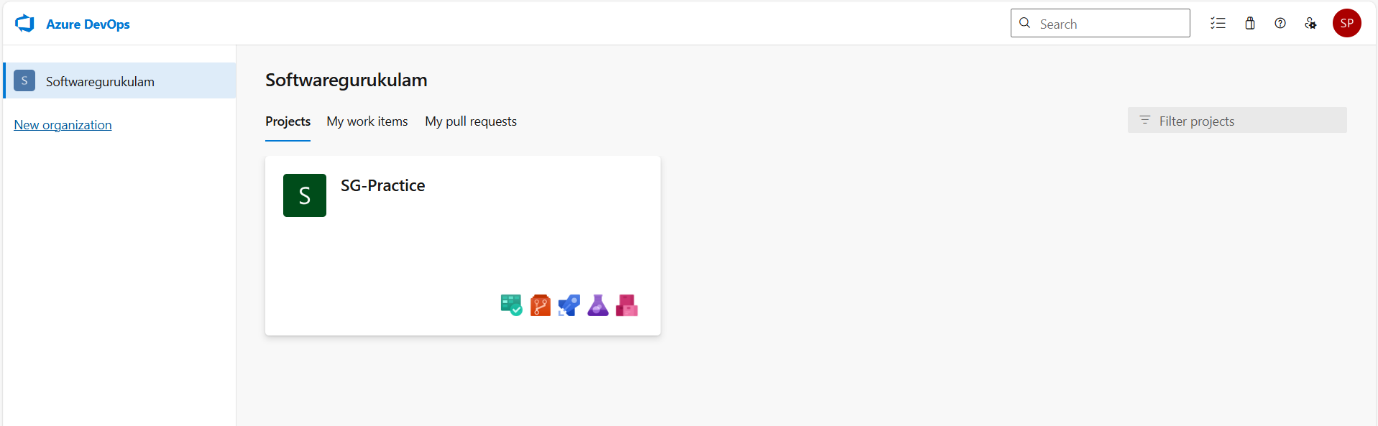 Azure DevOps
Search
SP
S Softwaregurukulam
New organization
Softwaregurukulam
Projects My work items My pull requests
Filter projects
S SG-Practice